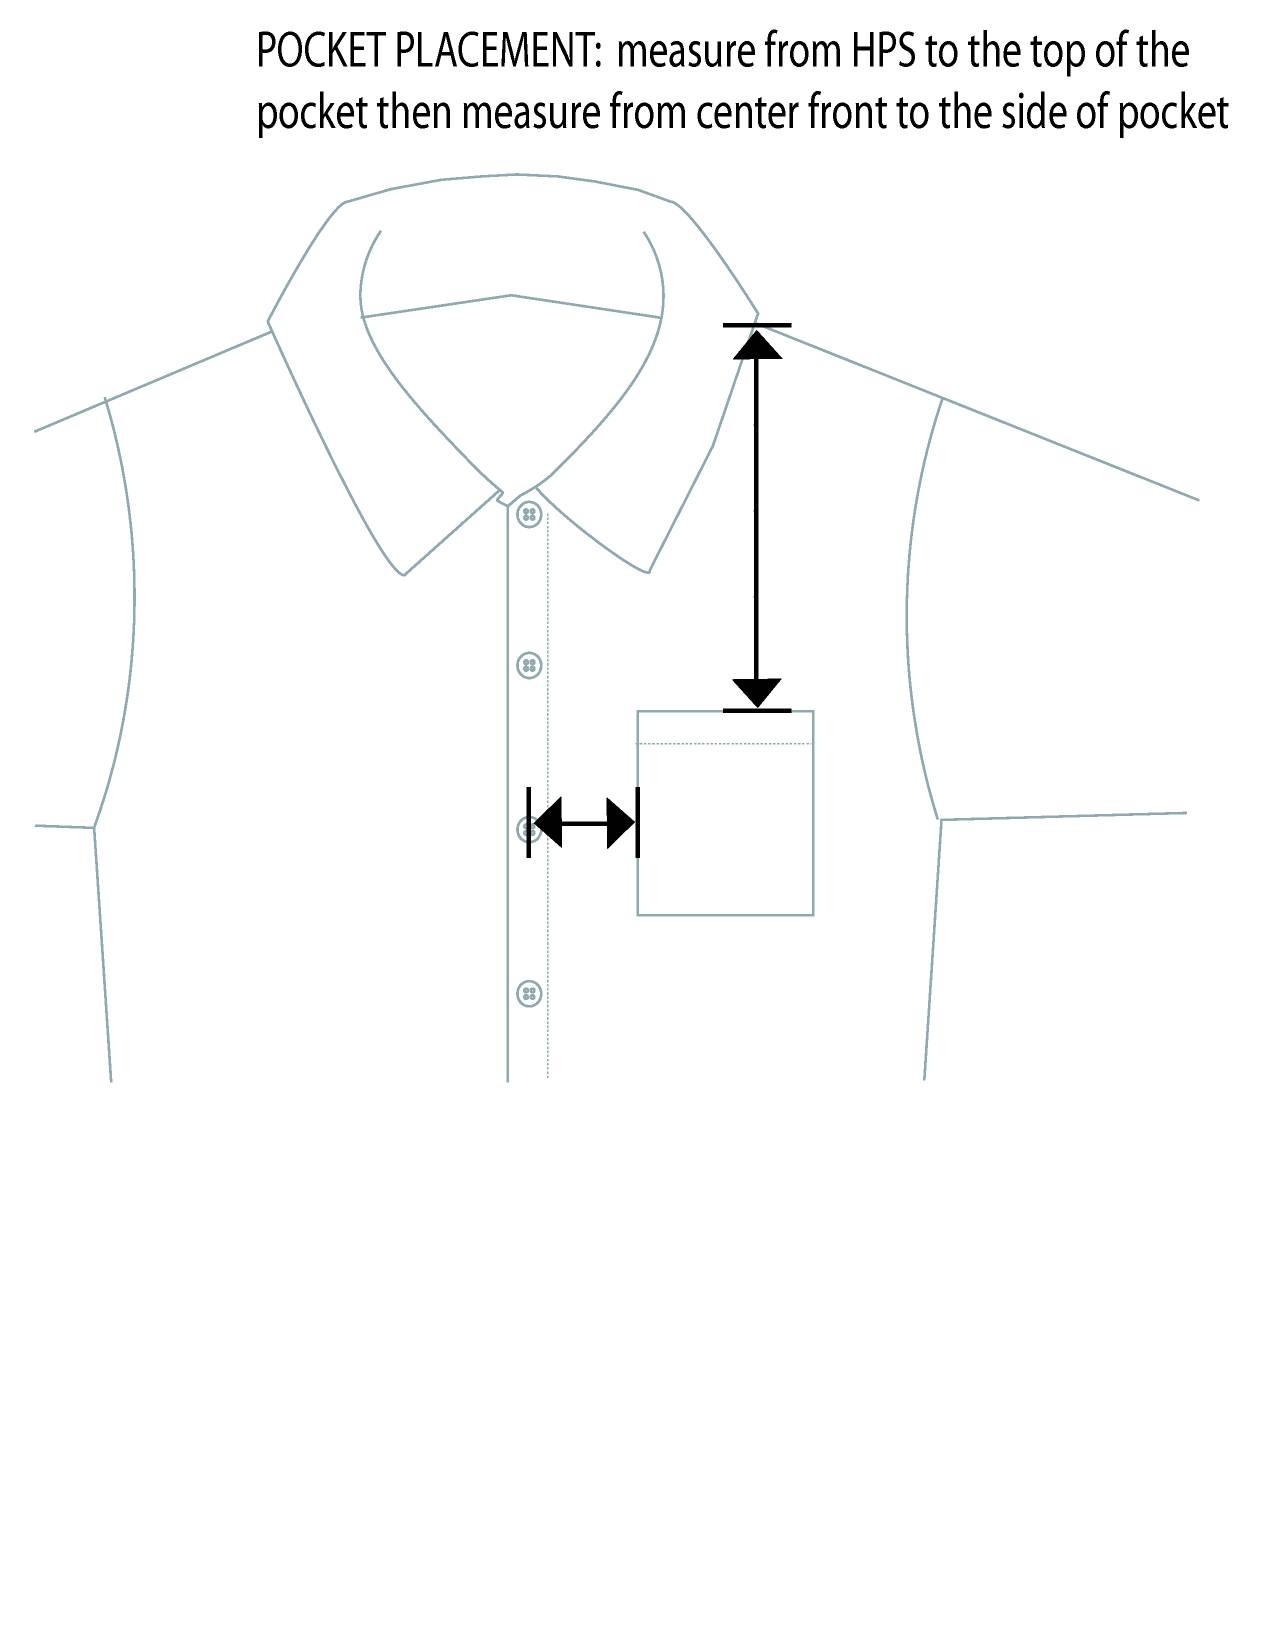 POCKET PLACEMENT: measure from HPS to the top of the
pocket then measure from center front to the side of pocket